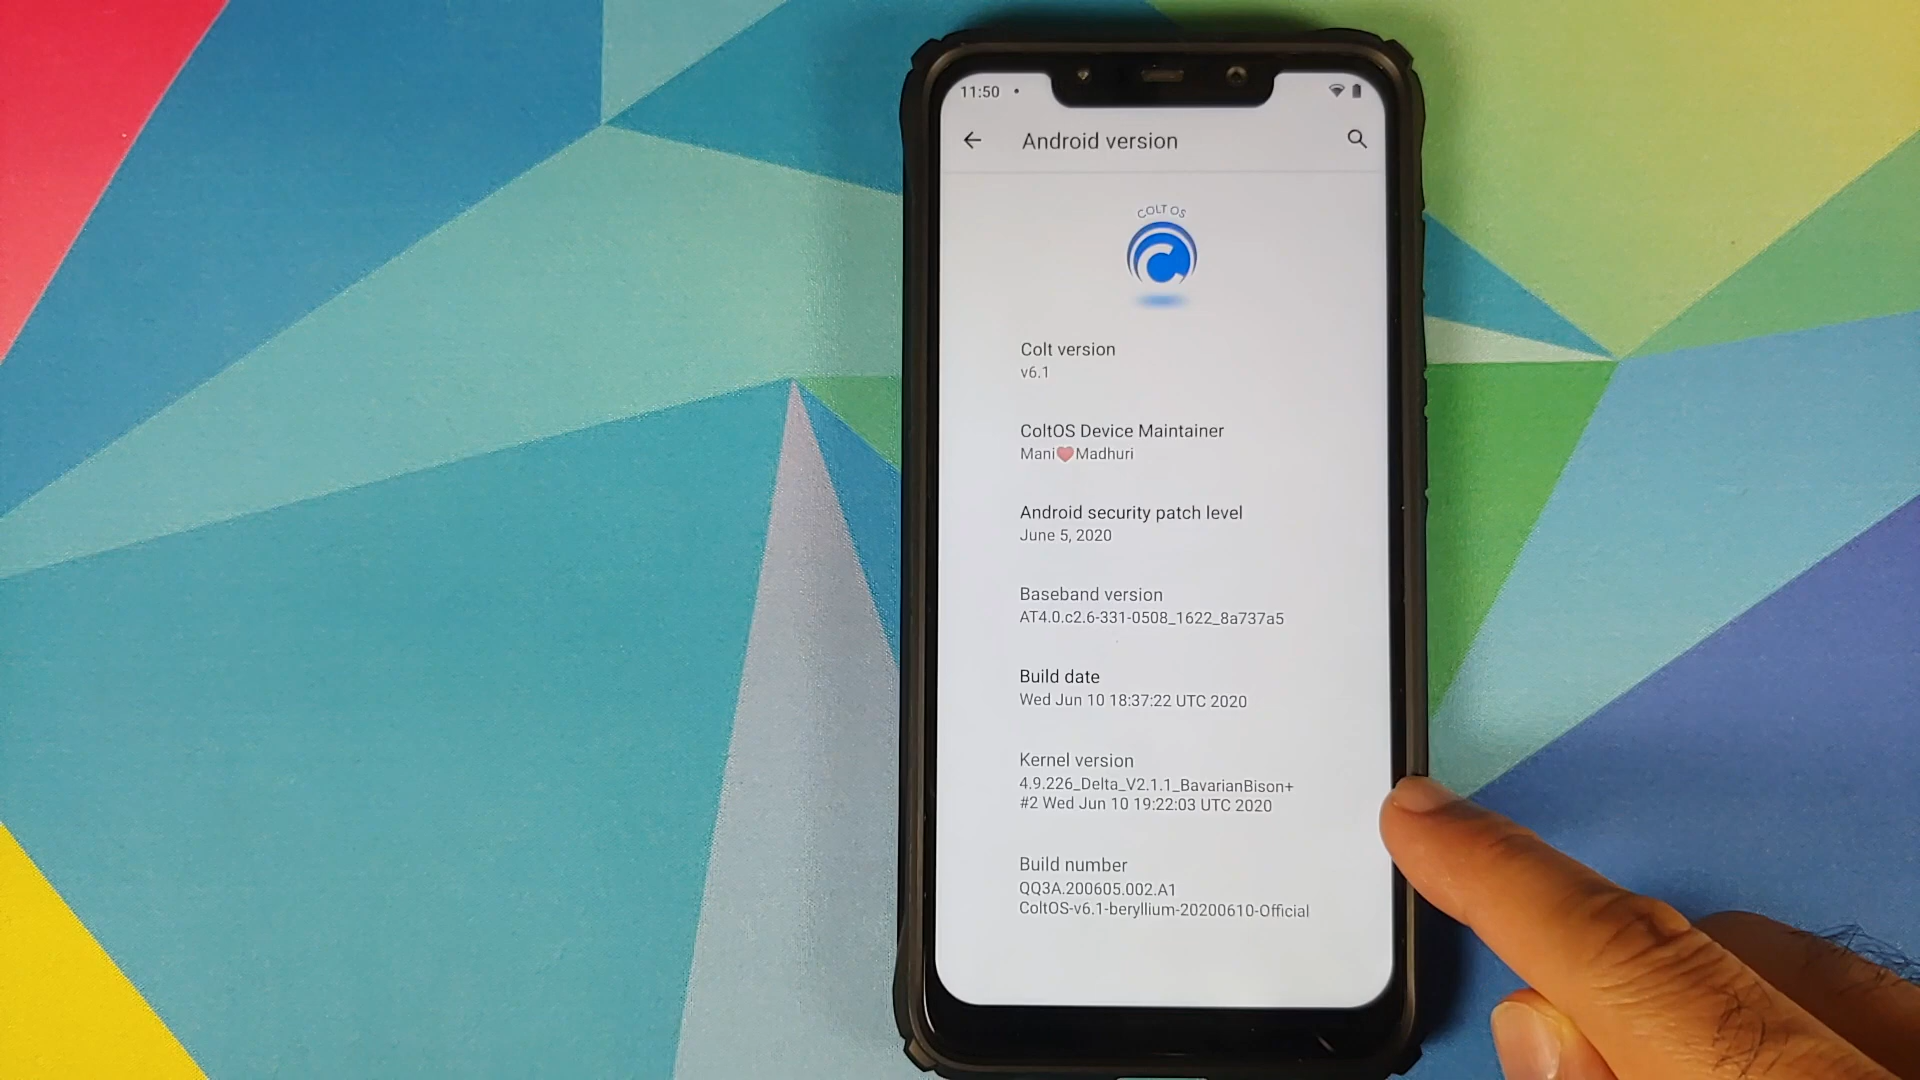 11:50
Android version
COLT OS
Colt version
v6.1
ColtOS Device Maintainer
Mani❤Madhuri
Android security patch level
June 5, 2020
Baseband version
AT4.0.c2.6-331-0508_1622_8a737a5
Build date
Wed Jun 10 18:37:22 UTC 2020
Kernel version
4.9.226_Delta_V2.1.1_BavarianBison+
#2 Wed Jun 10 19:22:03 UTC 2020
Build number
QQ3A.200605.002.A1
ColtOS-v6.1-beryllium-20200610-Official